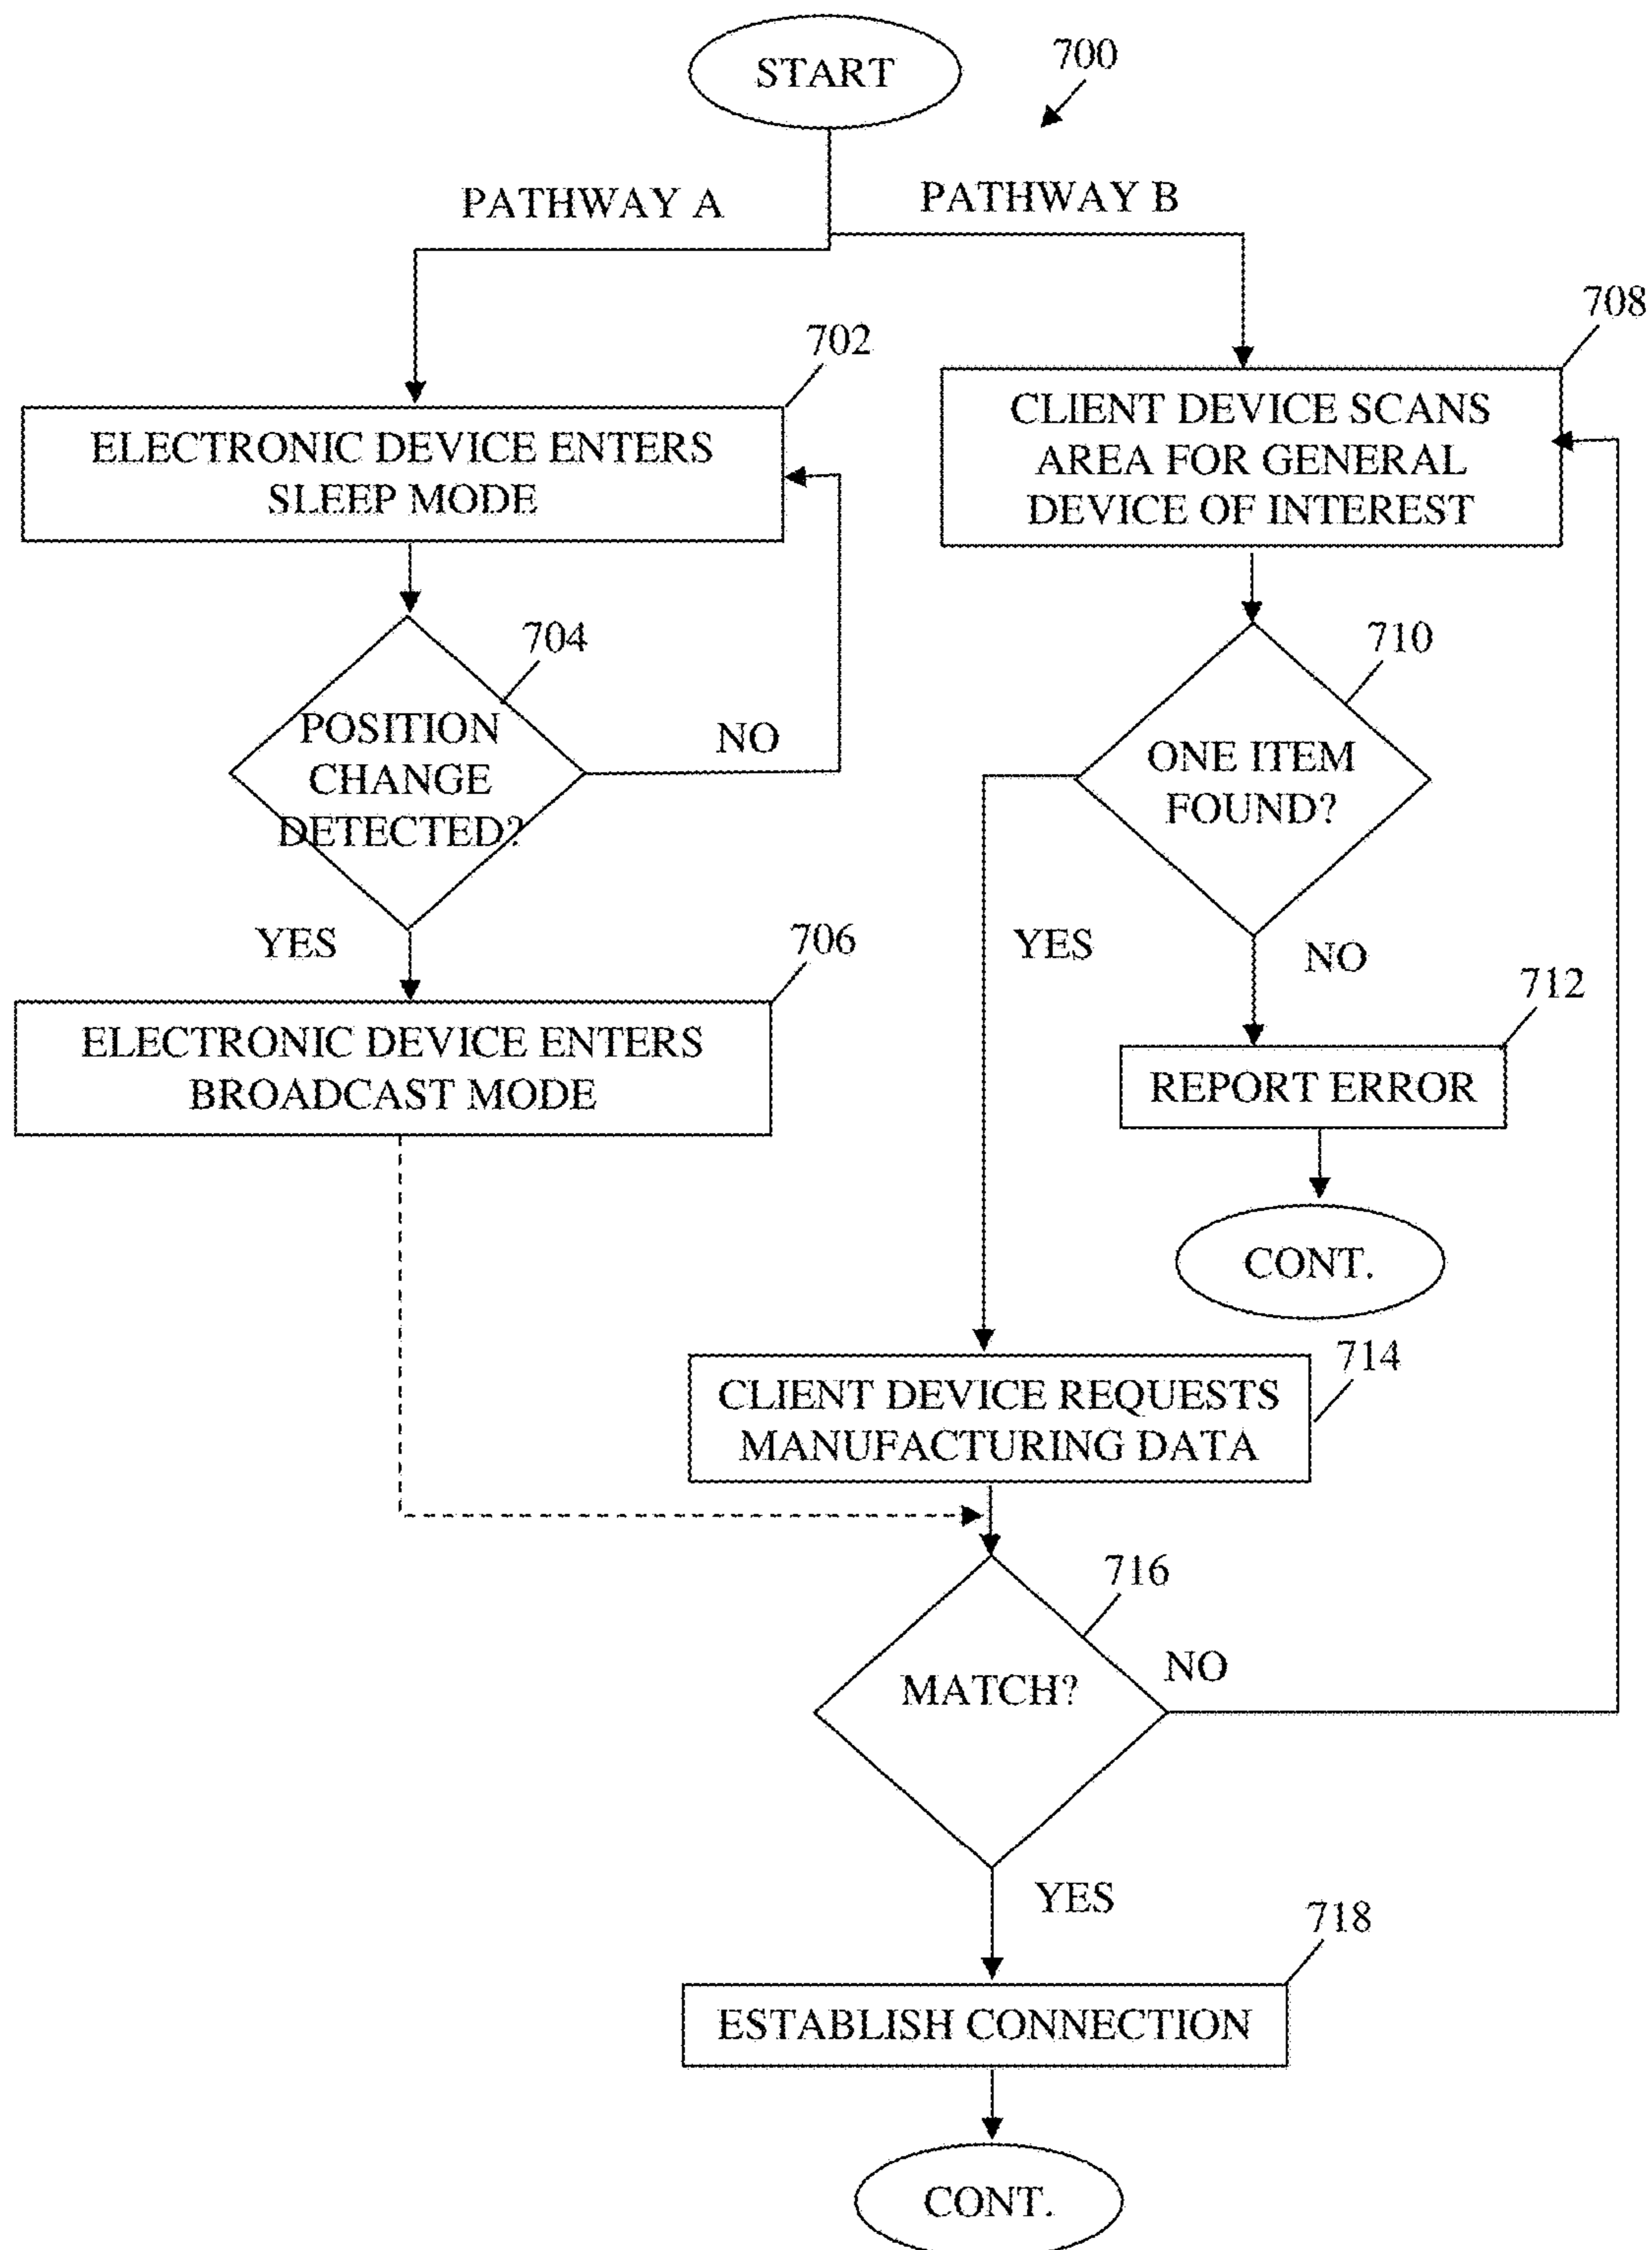 START
700
PATHWAY A
PATHWAY B
702
708
ELECTRONIC DEVICE ENTERS
SLEEP MODE
CLIENT DEVICE SCANS
AREA FOR GENERAL
DEVICE OF INTEREST
704
710
POSITION
CHANGE
DETECTED?
NO
ONE ITEM
FOUND?
YES
706
YES
NO
712
ELECTRONIC DEVICE ENTERS
BROADCAST MODE
REPORT ERROR
CONT.
714
CLIENT DEVICE REQUESTS
MANUFACTURING DATA
716
MATCH?
NO
YES
718
ESTABLISH CONNECTION
CONT.